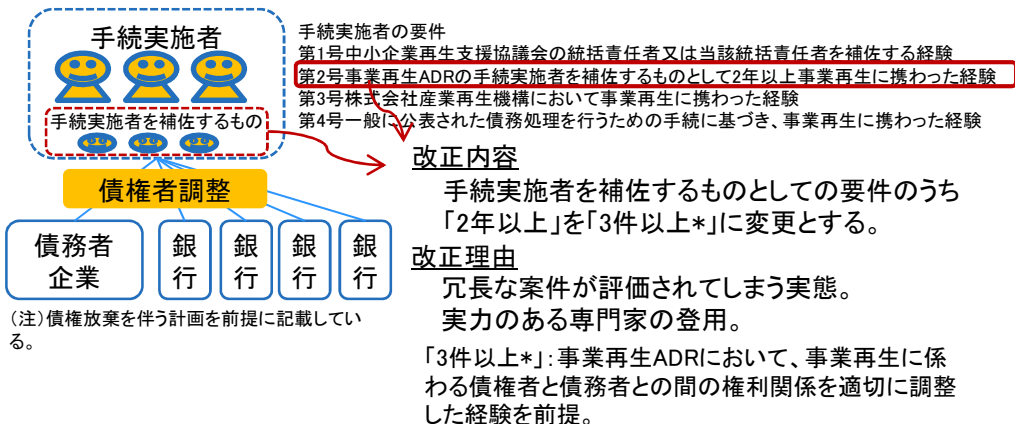 手続実施者
手続実施者を補佐するもの
債権者調整
債務者
企業
銀行
銀行
銀行
銀行
（注）債権放棄を伴う計画を前提に記載してい
る。
手続実施者の要件
第1号中小企業再生支援協議会の統括責任者又は当該統括責任者を補佐する経験
第2号事業再生ADRの手続実施者を補佐するものとして2年以上事業再生に携わった経験
第3号株式会社産業再生機構において事業再生に携わった経験
第4号一般に公表された債務処理を行うための手続に基づき、事業再生に携わった経験
改正内容
手続実施者を補佐するものとしての要件のうち
「2年以上」を「3件以上*」に変更とする。
改正理由
冗長な案件が評価されてしまう実態。
実力のある専門家の登用。
「3件以上*」：事業再生ADRにおいて、事業再生に係
わる債権者と債務者との間の権利関係を適切に調整
した経験を前提。